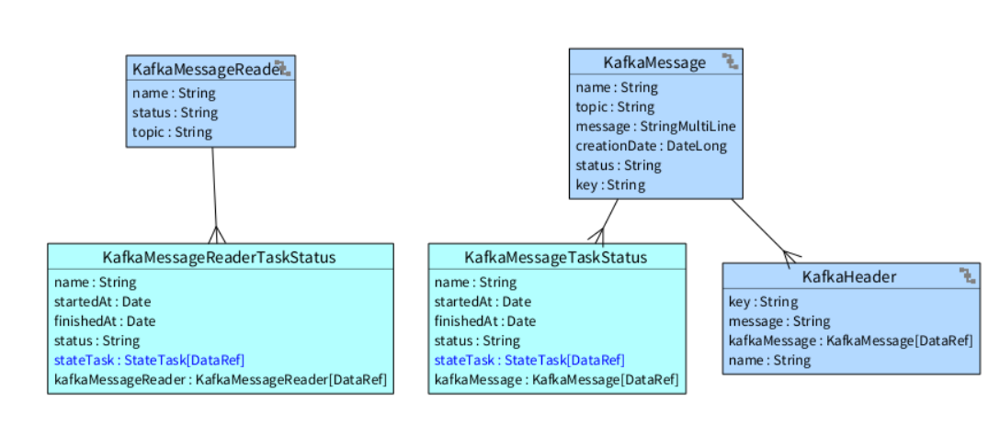 KafkaMessageReader
name : String
status : String
topic : String
KafkaMessage
name : String
topic : String
message : StringMultiLine
creationDate : DateLong
status : String
key : String
KafkaMessageReaderTaskStatus
name : String
startedAt : Date
finishedAt : Date
status : String
stateTask : StateTask[DataRef]
kafkaMessageReader : KafkaMessageReader[DataRef]
KafkaMessageTaskStatus
name : String
startedAt : Date
finishedAt : Date
status : String
stateTask : StateTask[DataRef]
kafkaMessage : KafkaMessage[DataRef]
KafkaHeader
key : String
message : String
kafkaMessage : KafkaMessage[DataRef]
name : String